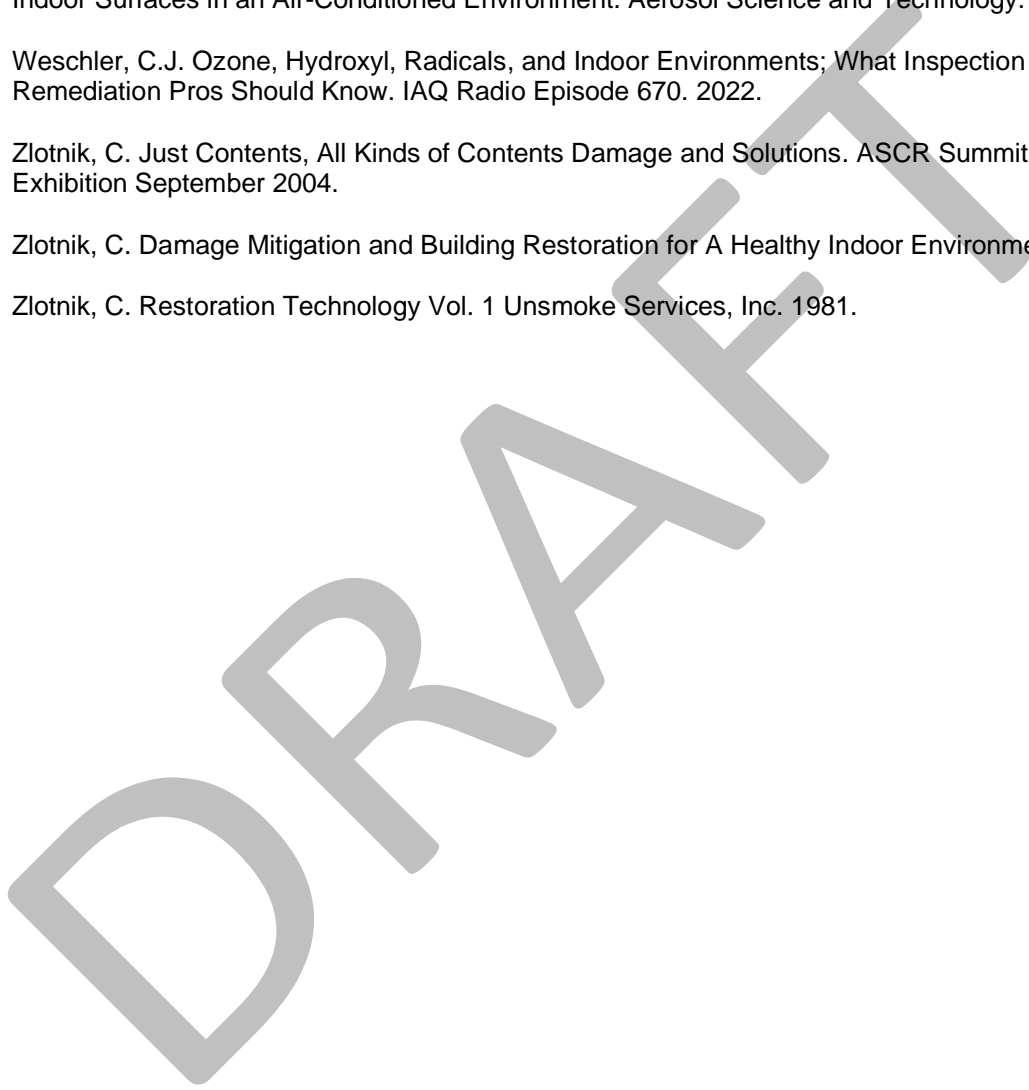 Indoor Surfaces in an Air-Conditioned Environment. Aerosol Science and Technology.
Weschler, C.J. Ozone, Hydroxyl, Radicals, and Indoor Environments; What Inspection
Remediation Pros Should Know. IAQ Radio Episode 670. 2022.
Zlotnik, C. Just Contents, All Kinds of Contents Damage and Solutions. ASCR Summit
Exhibition September 2004.
Zlotnik, C. Damage Mitigation and Building Restoration for A Healthy Indoor
Zlotnik, C. Restoration Technology Vol. 1 Unsmoke Services, Inc. 1981.
DRAFT